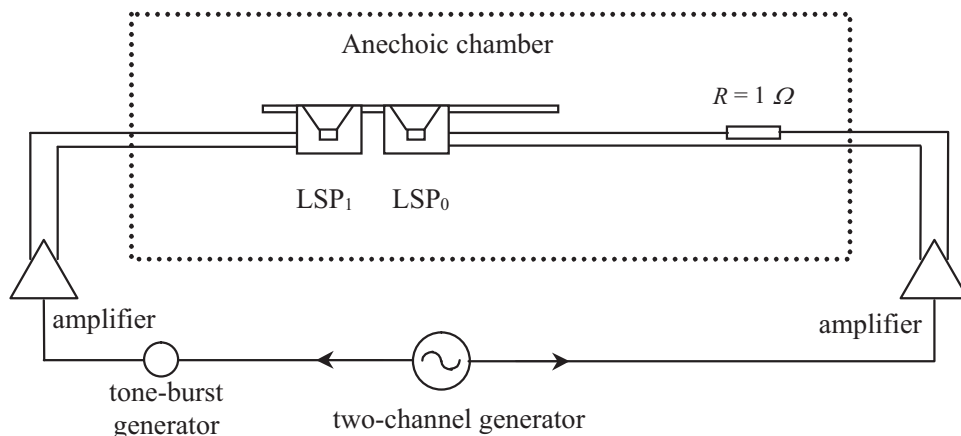 Anechoic chamber
R = 1 Ω
LSP₁
LSP₀
amplifier
amplifier
tone-burst
generator
two-channel generator